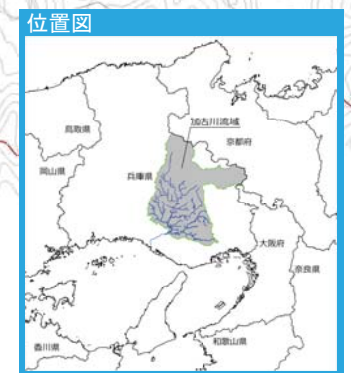 位置図
加古川流域
鳥取県
京都府
岡山県
兵庫県
大阪府
奈良県
香川県
和歌山県